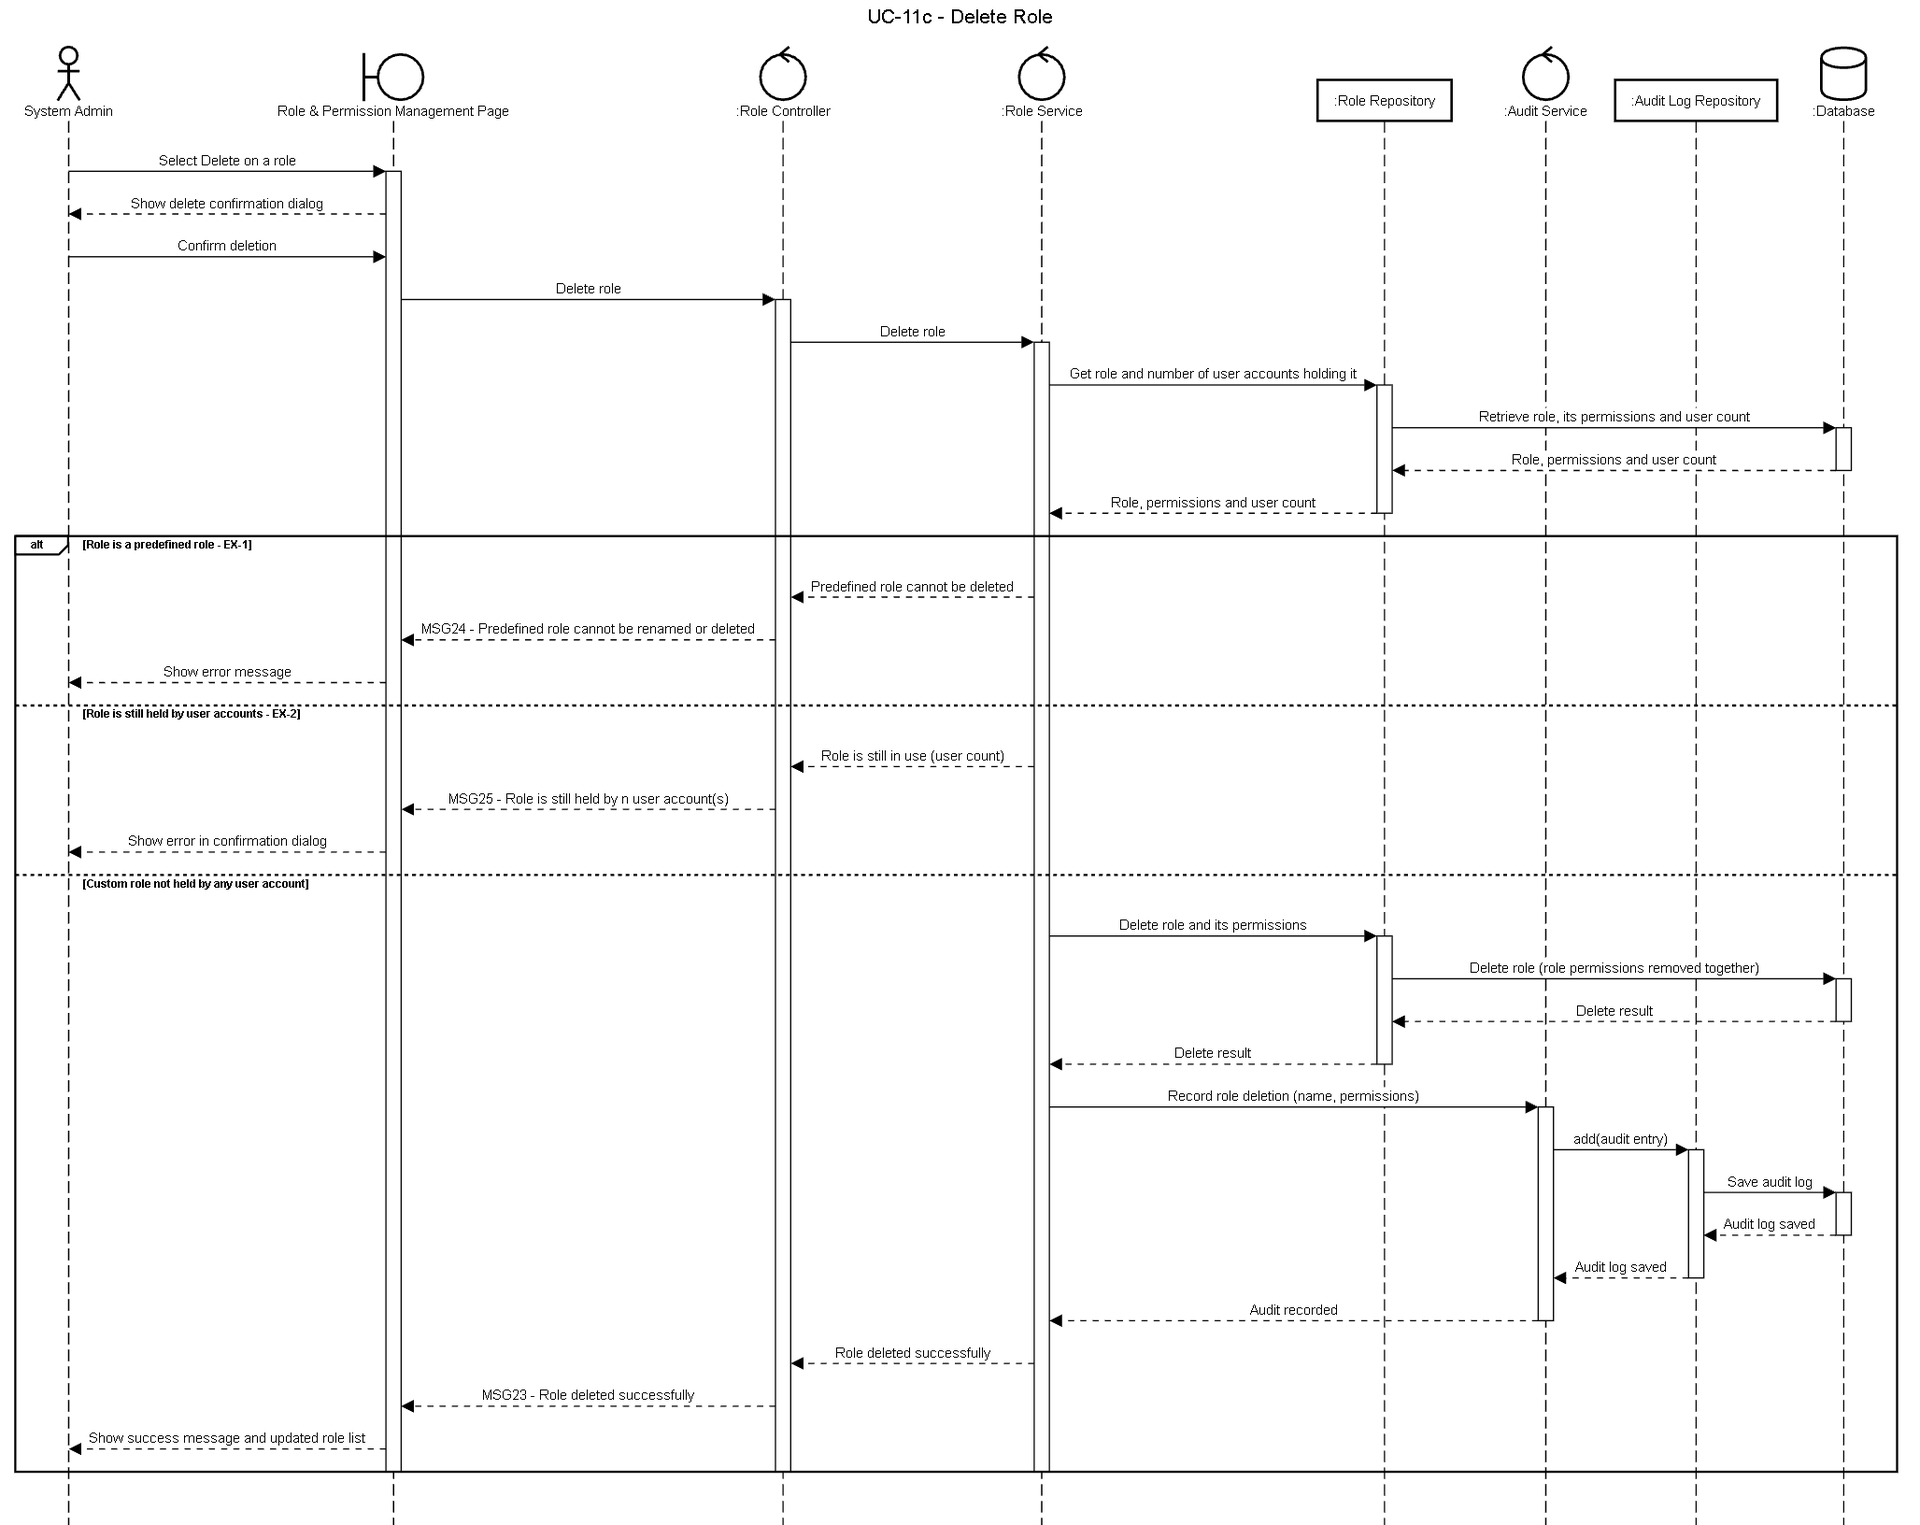 UC-11c - Delete Role
System Admin
Role & Permission Management Page
:Role Controller
:Role Service
:Role Repository
:Audit Service
:Audit Log Repository
:Database
Select Delete on a role
Show delete confirmation dialog
Confirm deletion
Delete role
Delete role
Get role and number of user accounts holding it
Retrieve role, its permissions and user count
Role, permissions and user count
Role, permissions and user count
alt
[Role is a predefined role - EX-1]
Predefined role cannot be deleted
MSG24 - Predefined role cannot be renamed or deleted
Show error message
[Role is still held by user accounts - EX-2]
Role is still in use (user count)
MSG25 - Role is still held by n user account(s)
Show error in confirmation dialog
[Custom role not held by any user account]
Delete role and its permissions
Delete role (role permissions removed together)
Delete result
Delete result
Record role deletion (name, permissions)
add(audit entry)
Save audit log
Audit log saved
Audit log saved
Audit recorded
Role deleted successfully
MSG23 - Role deleted successfully
Show success message and updated role list